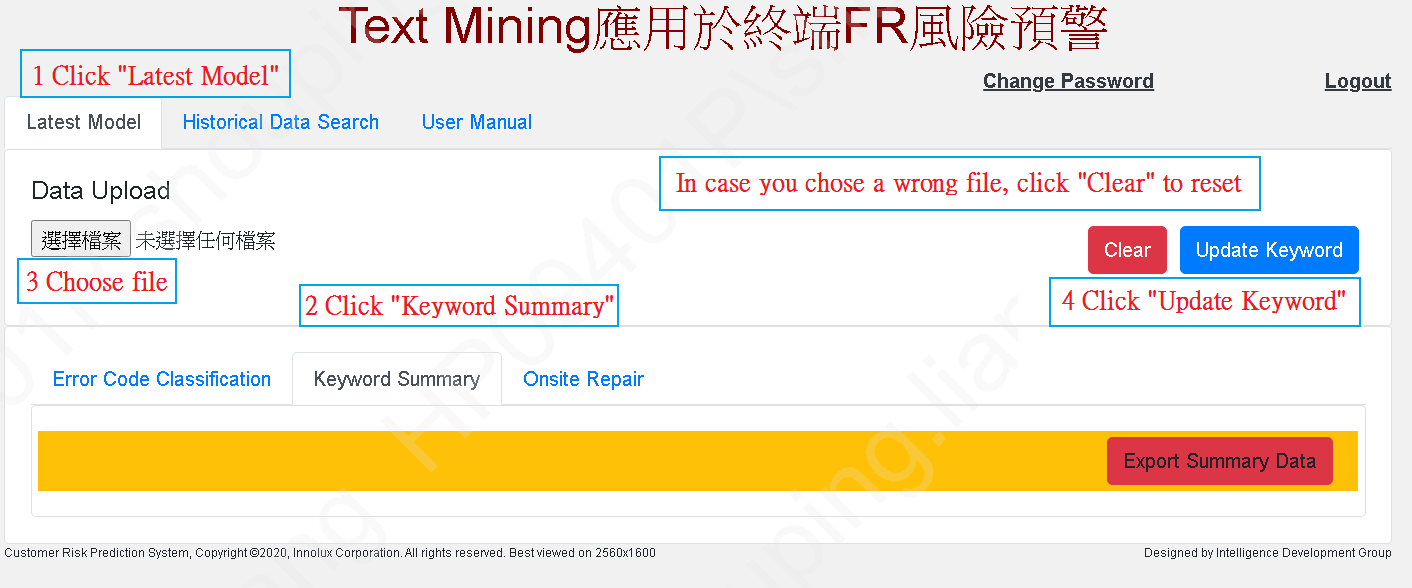 Text Mining應用於終端FR風險預警
1 Click "Latest Model"
Change Password
Logout
Latest Model
Historical Data Search
User Manual
In case you chose a wrong file, click "Clear" to reset
Data Upload
選擇檔案 未選擇任何檔案
Clear
Update Keyword
3 Choose file
2 Click "Keyword Summary"
4 Click "Update Keyword"
Error Code Classification
Keyword Summary
Onsite Repair
Export Summary Data
Customer Risk Prediction System, Copyright ©2020, Innolux Corporation. All rights reserved. Best viewed on 2560x1600
Designed by Intelligence Development Group